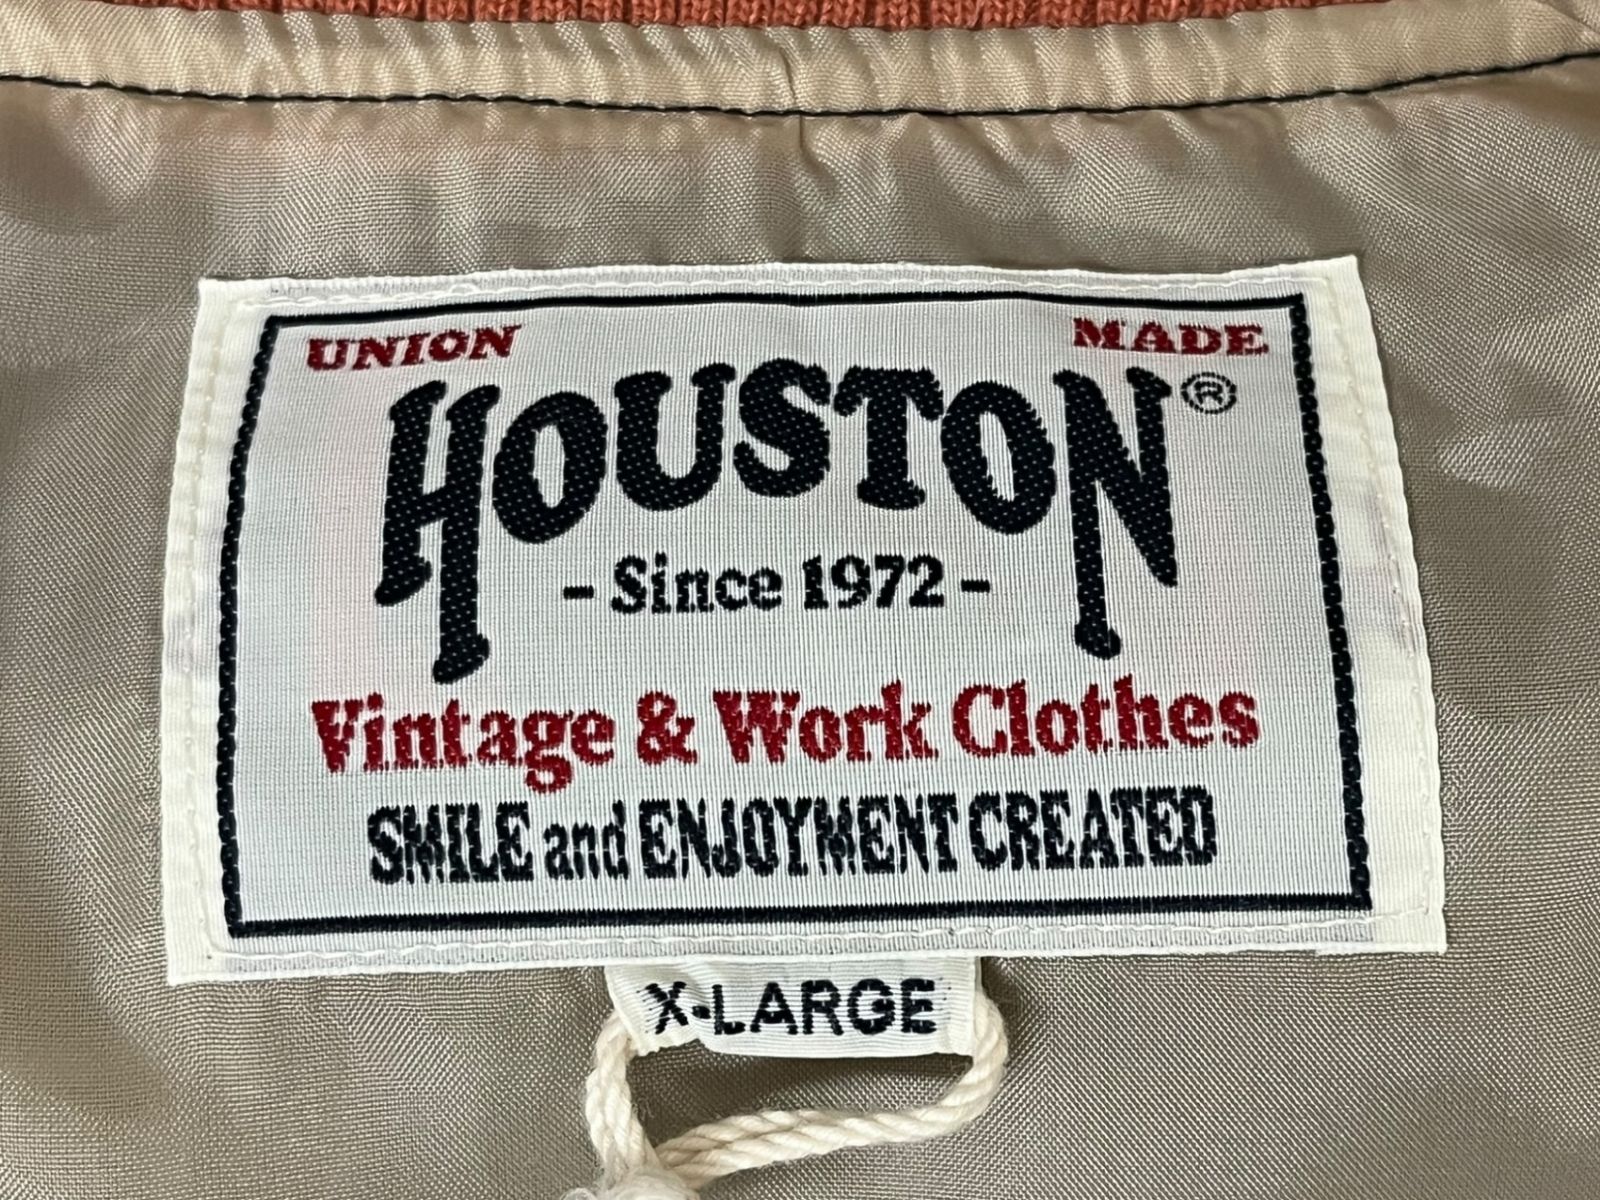 UNION MADE
HOUSTON®
- Since 1972 -
Vintage & Work Clothes
SMILE and ENJOYMENT CREATED
X-LARGE